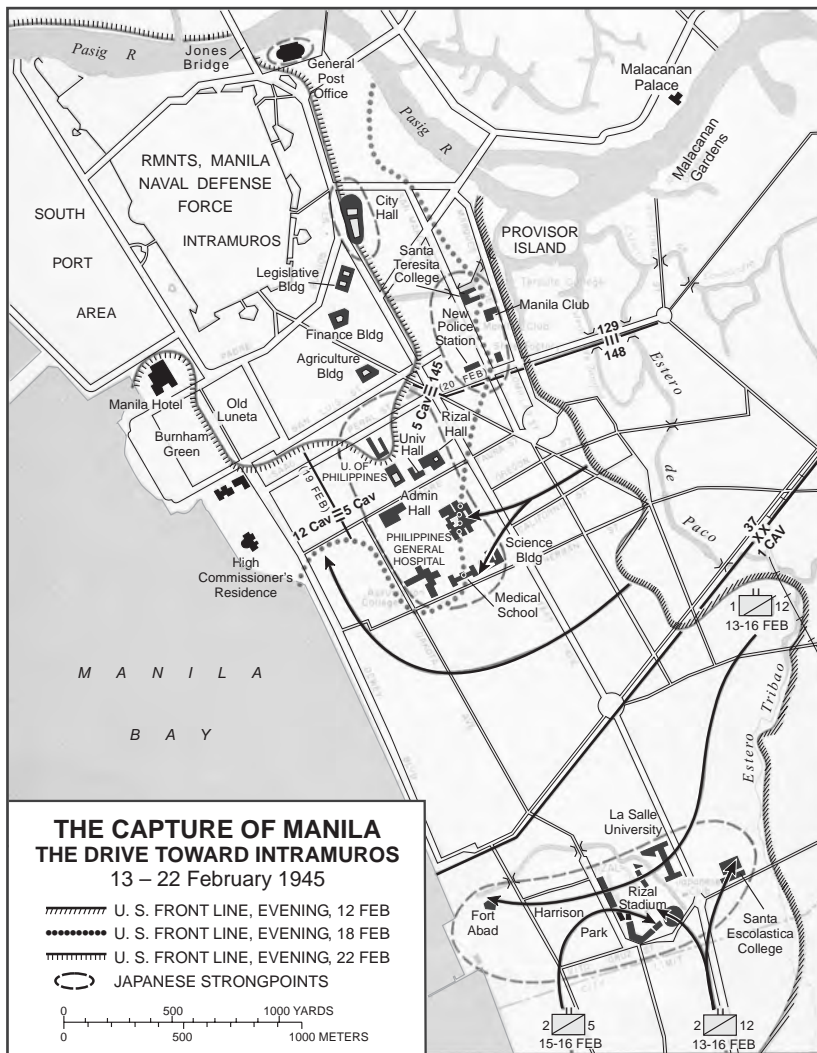 Pasig R
Jones
Bridge
General
Post
Office
Pasig R
Malacanan
Palace
Malacanan
Gardens
RMNTS, MANILA
NAVAL DEFENSE
FORCE
INTRAMUROS
SOUTH
PORT
AREA
City
Hall
PROVISOR
ISLAND
Santa
Teresita
College
Legislative
Bldg
Manila Club
New
Police
Station
Finance Bldg
129
III
148
Agriculture
Bldg
(20 FEB)
5 Cav II 145
Estero
de
Paco
Manila Hotel
Old
Luneta
Burnham
Green
Rizal
Hall
Univ
Hall
U. OF
PHILIPPINES
(19 FEB)
12 Cav II 5 Cav
Admin
Hall
PHILIPPINES
GENERAL
HOSPITAL
Science
Bldg
Medical
School
High
Commissioner's
Residence
37
XX
1 CAV
1 12
13-16 FEB
MANILA
BAY
Estero Tribao
La Salle
University
Rizal
Stadium
Fort
Abad
Harrison
Park
Santa
Escolastica
College
2 5
15-16 FEB
2 12
13-16 FEB
THE CAPTURE OF MANILA
THE DRIVE TOWARD INTRAMUROS
13 – 22 February 1945
U. S. FRONT LINE, EVENING, 12 FEB
U. S. FRONT LINE, EVENING, 18 FEB
U. S. FRONT LINE, EVENING, 22 FEB
JAPANESE STRONGPOINTS
0 500 1000 YARDS
0 500 1000 METERS